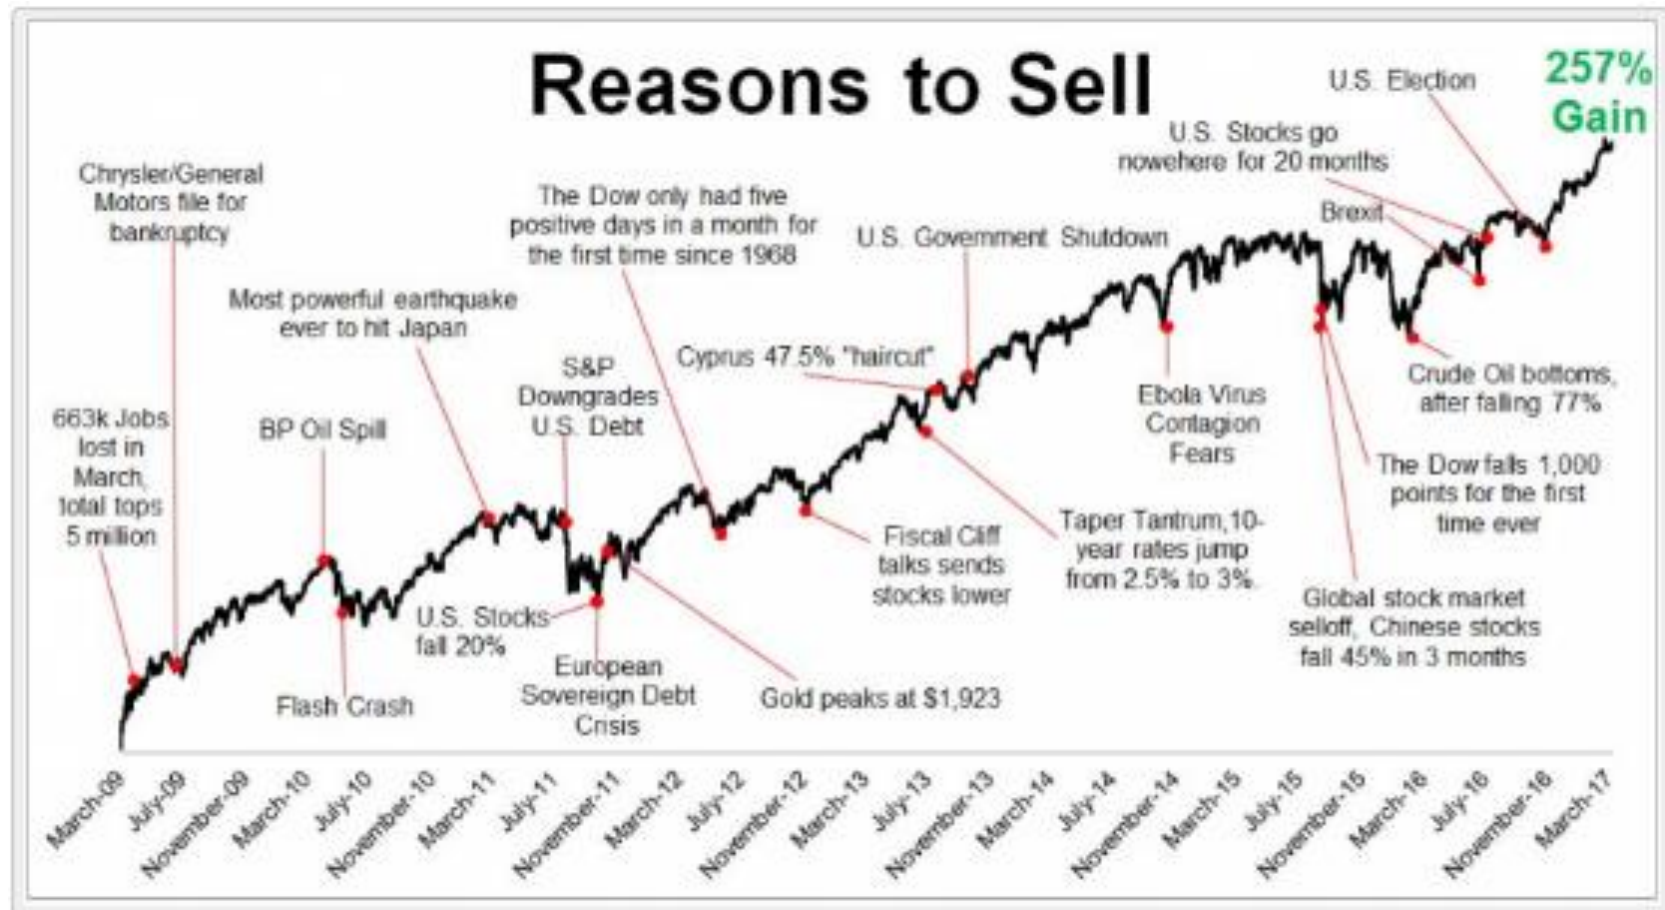 Reasons to Sell
257%
Gain
U.S. Election
U.S. Stocks go
nowehere for 20 months
Brexit
Chrysler/General
Motors file for
bankruptcy
The Dow only had five
positive days in a month for
the first time since 1968
U.S. Government Shutdown
Most powerful earthquake
ever to hit Japan
Cyprus 47.5% "haircut"
S&P
Downgrades
U.S. Debt
663k Jobs
lost in
March,
total tops
5 million
BP Oil Spill
Ebola Virus
Contagion
Fears
Crude Oil bottoms,
after falling 77%
The Dow falls 1,000
points for the first
time ever
Taper Tantrum,10-
year rates jump
from 2.5% to 3%.
Fiscal Cliff
talks sends
stocks lower
U.S. Stocks
fall 20%
Global stock market
selloff, Chinese stocks
fall 45% in 3 months
European
Sovereign Debt
Crisis
Gold peaks at $1,923
Flash Crash
March-09
July-09
November-09
March-10
July-10
November-10
March-11
July-11
November-11
March-12
July-12
November-12
March-13
July-13
November-13
March-14
July-14
November-14
March-15
July-15
November-15
March-16
July-16
November-16
March-17